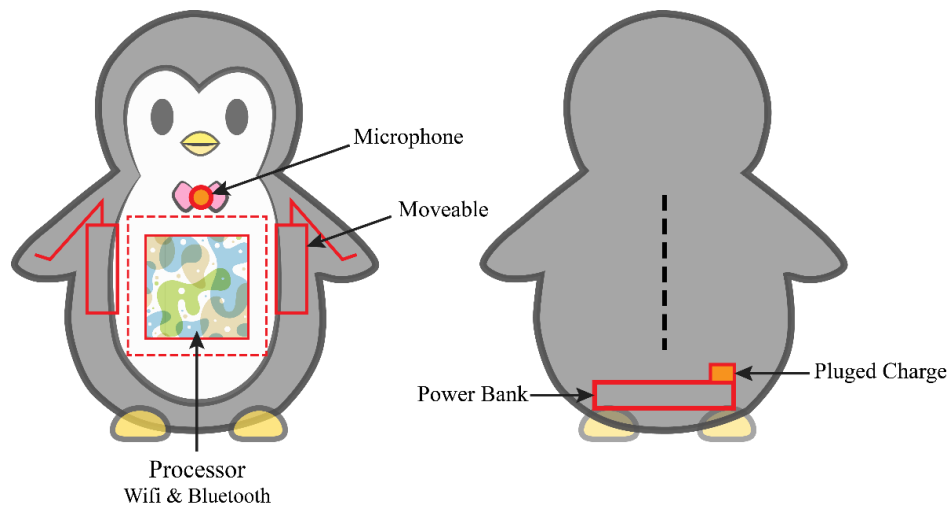 Microphone
Moveable
Processor
Wifi & Bluetooth
Pluged Charge
Power Bank